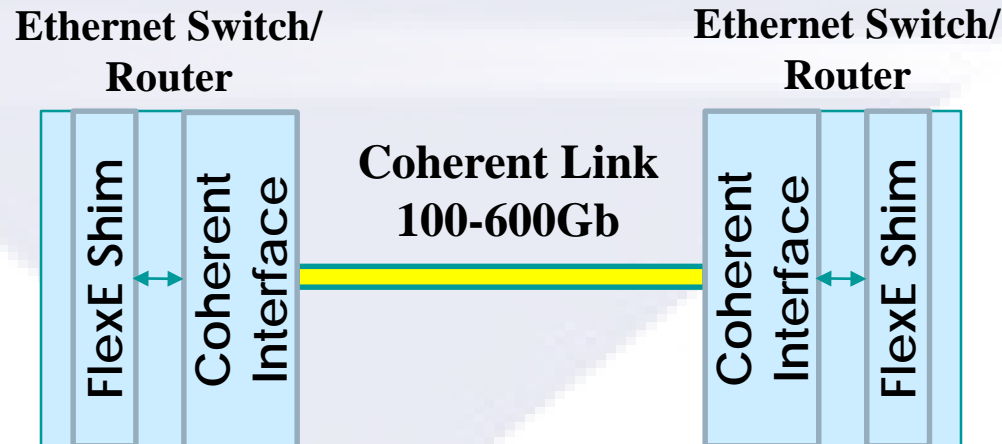 Ethernet Switch/
Router
FlexE Shim
Coherent
Interface
Coherent Link
100-600Gb
Ethernet Switch/
Router
Coherent
Interface
FlexE Shim